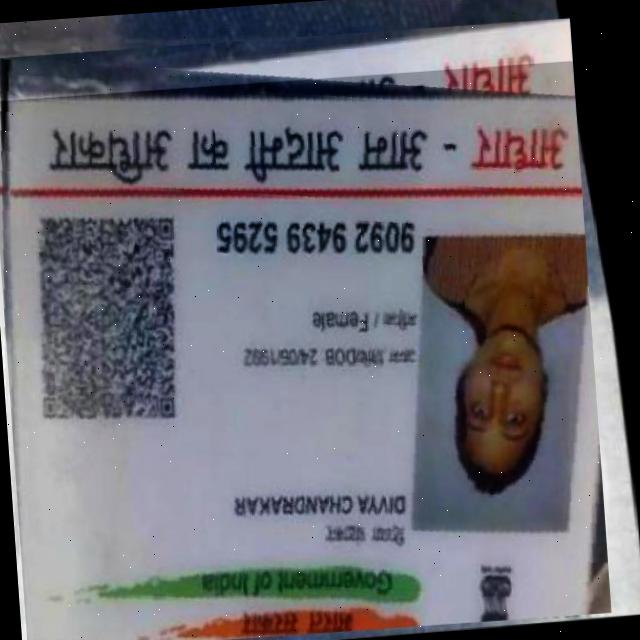 भारत सरकार
Government of India
दिव्या चंद्राकर
DIVYA CHANDRAKAR
जन्म तिथि/DOB 24/05/1992
महिला / Female
9092 9439 5295
आधार - आम आदमी का अधिकार
आधार